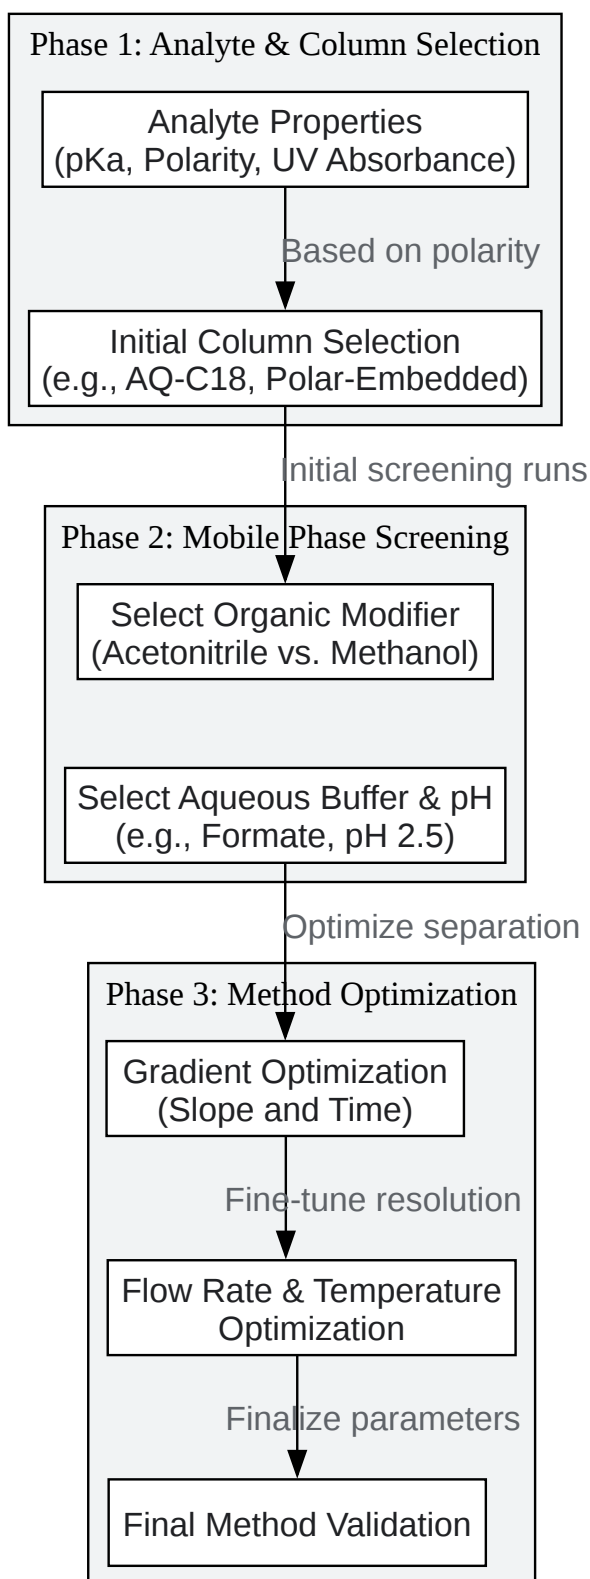 Phase 1: Analyte & Column Selection
Analyte Properties
(pKa, Polarity, UV Absorbance)
Based on polarity
Initial Column Selection
(e.g., AQ-C18, Polar-Embedded)
Initial screening runs
Phase 2: Mobile Phase Screening
Select Organic Modifier
(Acetonitrile vs. Methanol)
Select Aqueous Buffer & pH
(e.g., Formate, pH 2.5)
Optimize separation
Phase 3: Method Optimization
Gradient Optimization
(Slope and Time)
Fine-tune resolution
Flow Rate & Temperature
Optimization
Finalize parameters
Final Method Validation